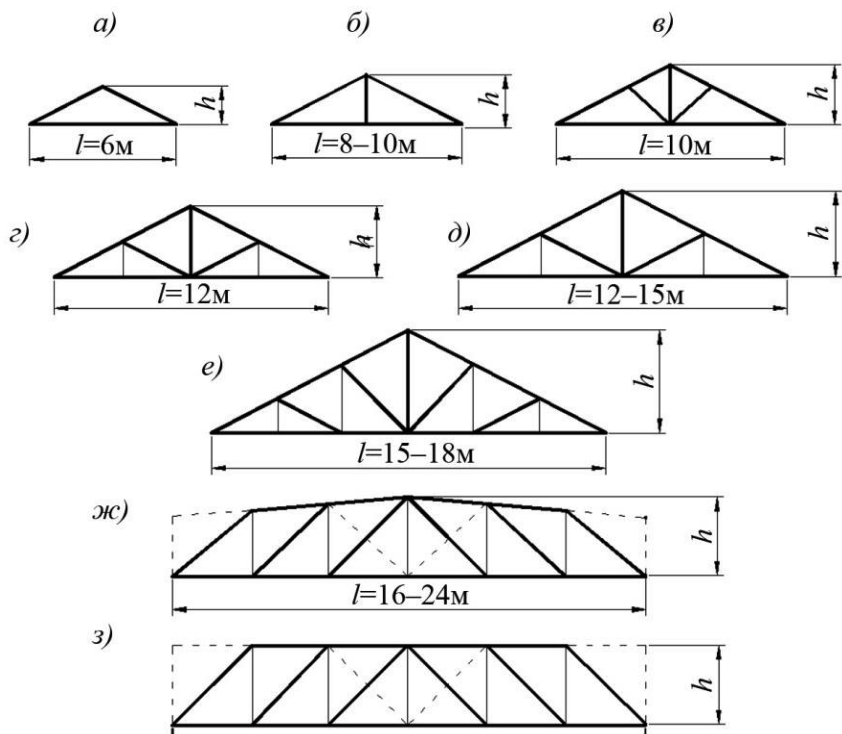 а) б) в)
h h h
l=6м l=8–10м l=10м
г) д)
h h
l=12м l=12–15м
е)
h
l=15–18м
ж)
h
l=16–24м
з)
h